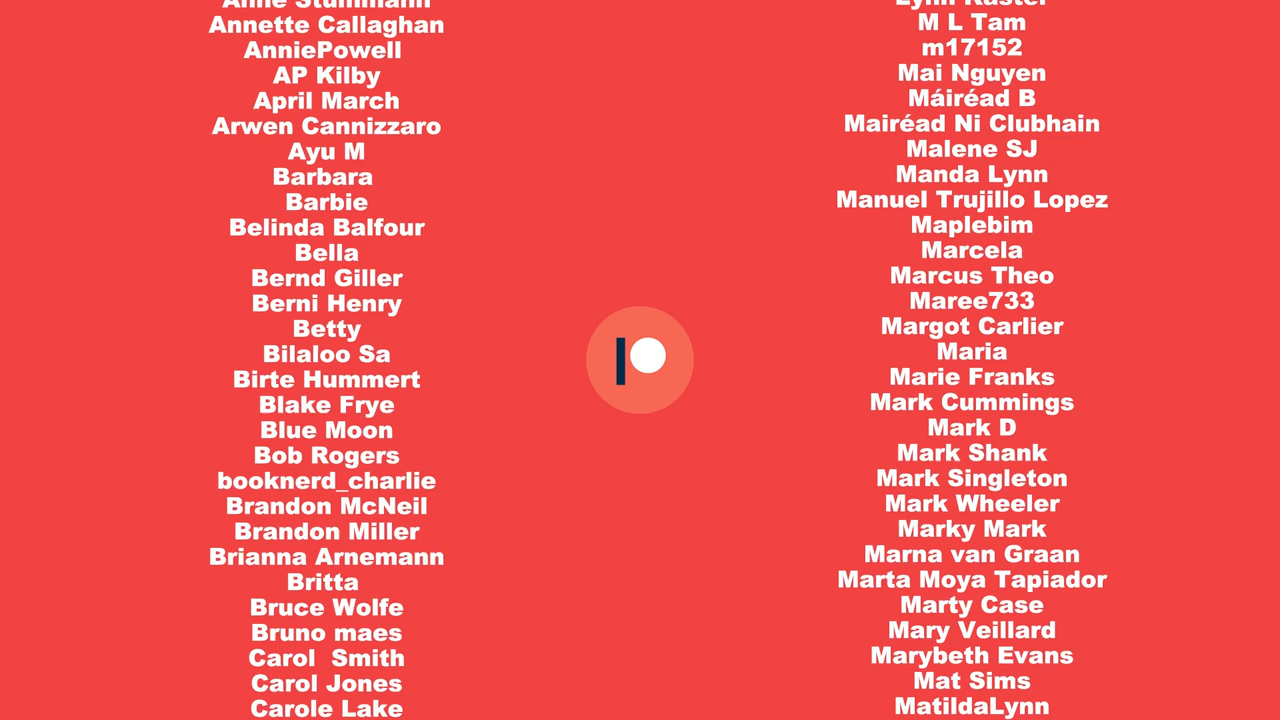 Anne Stuhlmann
Annette Callaghan
AnniePowell
AP Kilby
April March
Arwen Cannizzaro
Ayu M
Barbara
Barbie
Belinda Balfour
Bella
Bernd Giller
Berni Henry
Betty
Bilaloo Sa
Birte Hummert
Blake Frye
Blue Moon
Bob Rogers
booknerd_charlie
Brandon McNeil
Brandon Miller
Brianna Arnemann
Britta
Bruce Wolfe
Bruno maes
Carol  Smith
Carol Jones
Carole Lake
M L Tam
m17152
Mai Nguyen
Máiréad B
Mairéad Ni Clubhain
Malene SJ
Manda Lynn
Manuel Trujillo Lopez
Maplebim
Marcela
Marcus Theo
Maree733
Margot Carlier
Maria
Marie Franks
Mark Cummings
Mark D
Mark Shank
Mark Singleton
Mark Wheeler
Marky Mark
Marna van Graan
Marta Moya Tapiador
Marty Case
Mary Veillard
Marybeth Evans
Mat Sims
MatildaLynn